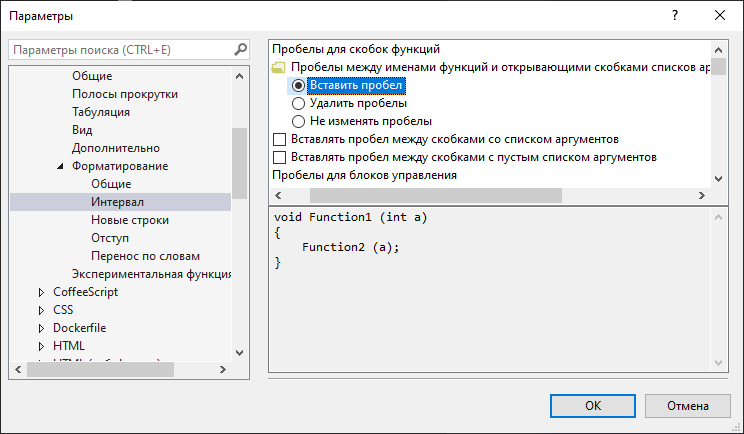 Параметры
Параметры поиска (CTRL+E)
Общие
Полосы прокрутки
Табуляция
Вид
Дополнительно
Форматирование
Общие
Интервал
Новые строки
Отступ
Перенос по словам
Экспериментальная функция
CoffeeScript
CSS
Dockerfile
HTML
Пробелы для скобок функций
Пробелы между именами функций и открывающими скобками списков ар
Вставить пробел
Удалить пробелы
Не изменять пробелы
Вставлять пробел между скобками со списком аргументов
Вставлять пробел между скобками с пустым списком аргументов
Пробелы для блоков управления
void Function1 (int a)
{
    Function2 (a);
}
OK
Отмена